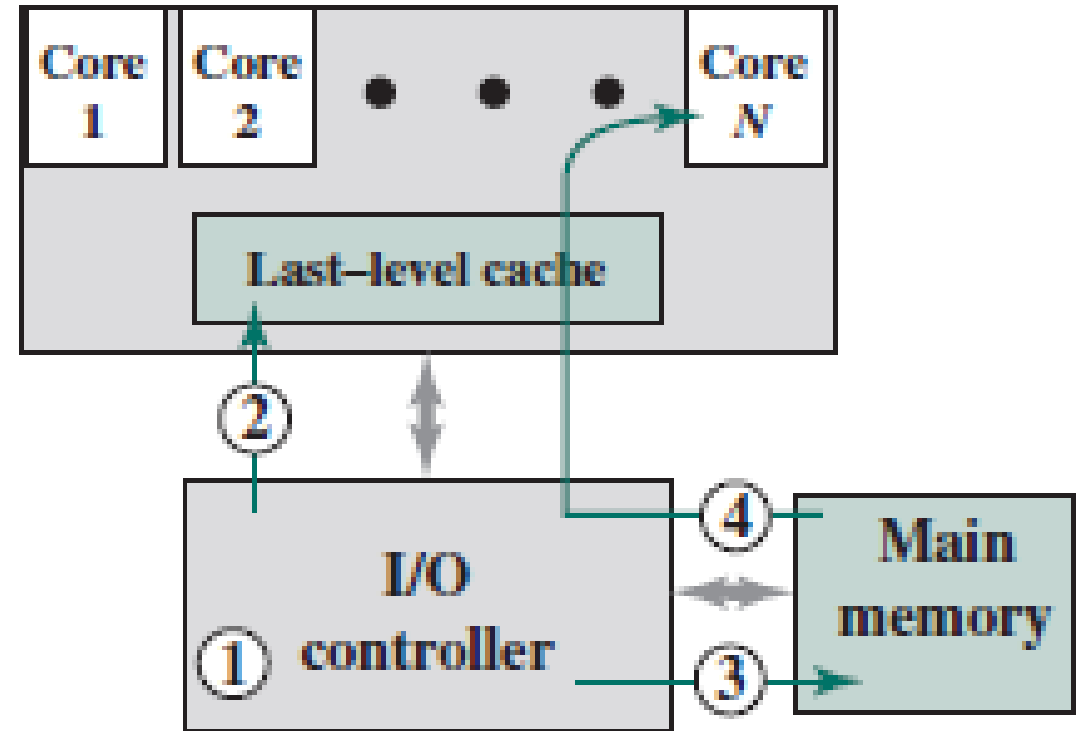 Core
1
Core
2
Core
N
Last–level cache
2
4
Main
memory
I/O
controller
1
3